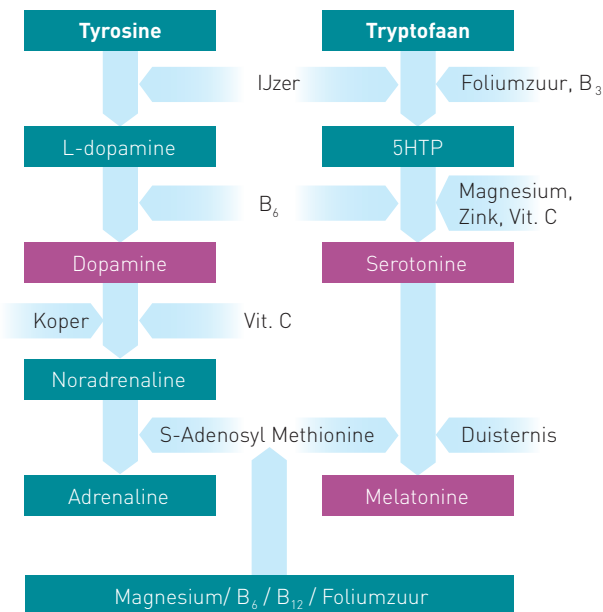 Tyrosine
Tryptofaan
IJzer
Foliumzuur, B₃
L-dopamine
5HTP
B₆
Magnesium,
Zink, Vit. C
Dopamine
Serotonine
Koper
Vit. C
Noradrenaline
S-Adenosyl Methionine
Duisternis
Adrenaline
Melatonine
Magnesium/ B₆ / B₁₂ / Foliumzuur